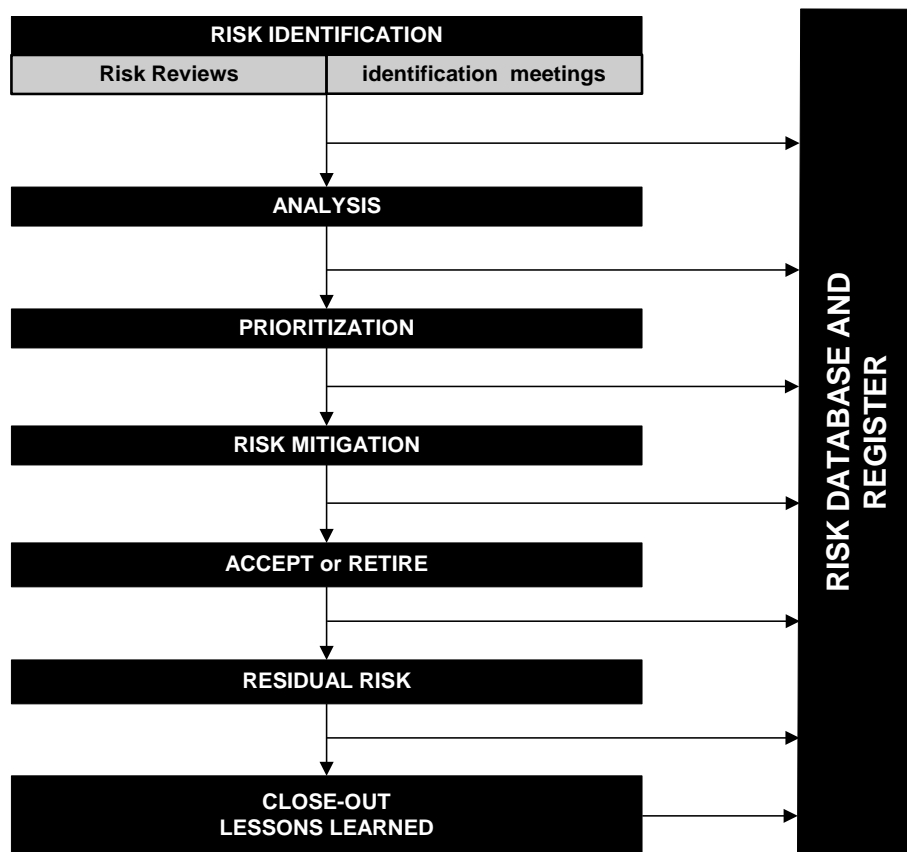 RISK IDENTIFICATION
Risk Reviews
identification meetings
ANALYSIS
PRIORITIZATION
RISK MITIGATION
ACCEPT or RETIRE
RESIDUAL RISK
CLOSE-OUT
LESSONS LEARNED
RISK DATABASE AND
REGISTER